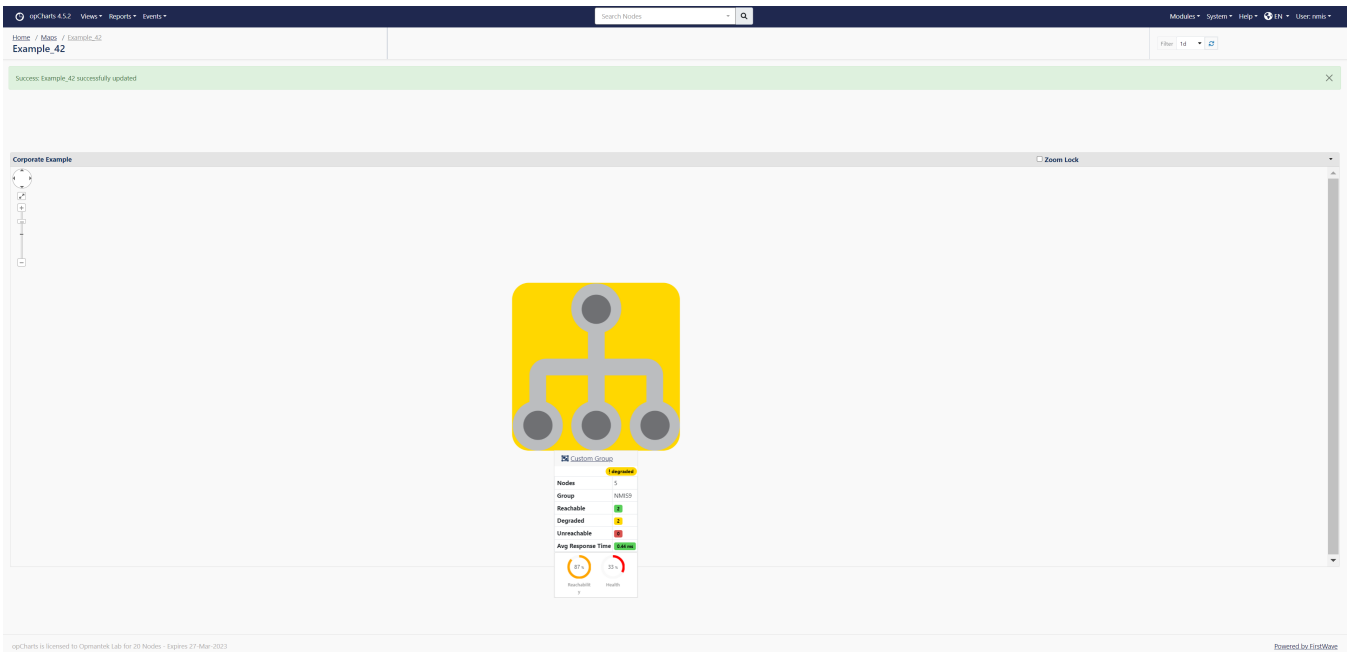 opCharts 4.5.2 Views Reports Events Search Nodes Modules System Help EN User: nmis
Home / Maps / Example_42
Example_42
Filter 1d
Success: Example_42 successfully updated
Corporate Example Zoom Lock
Custom Group
! degraded
Nodes 5
Group NMIS9
Reachable 2
Degraded 2
Unreachable 0
Avg Response Time 0.44 ms
87 % 33 %
Reachabilit Health
y
opCharts is licensed to Opmantek Lab for 20 Nodes - Expires 27-Mar-2023 Powered by FirstWave